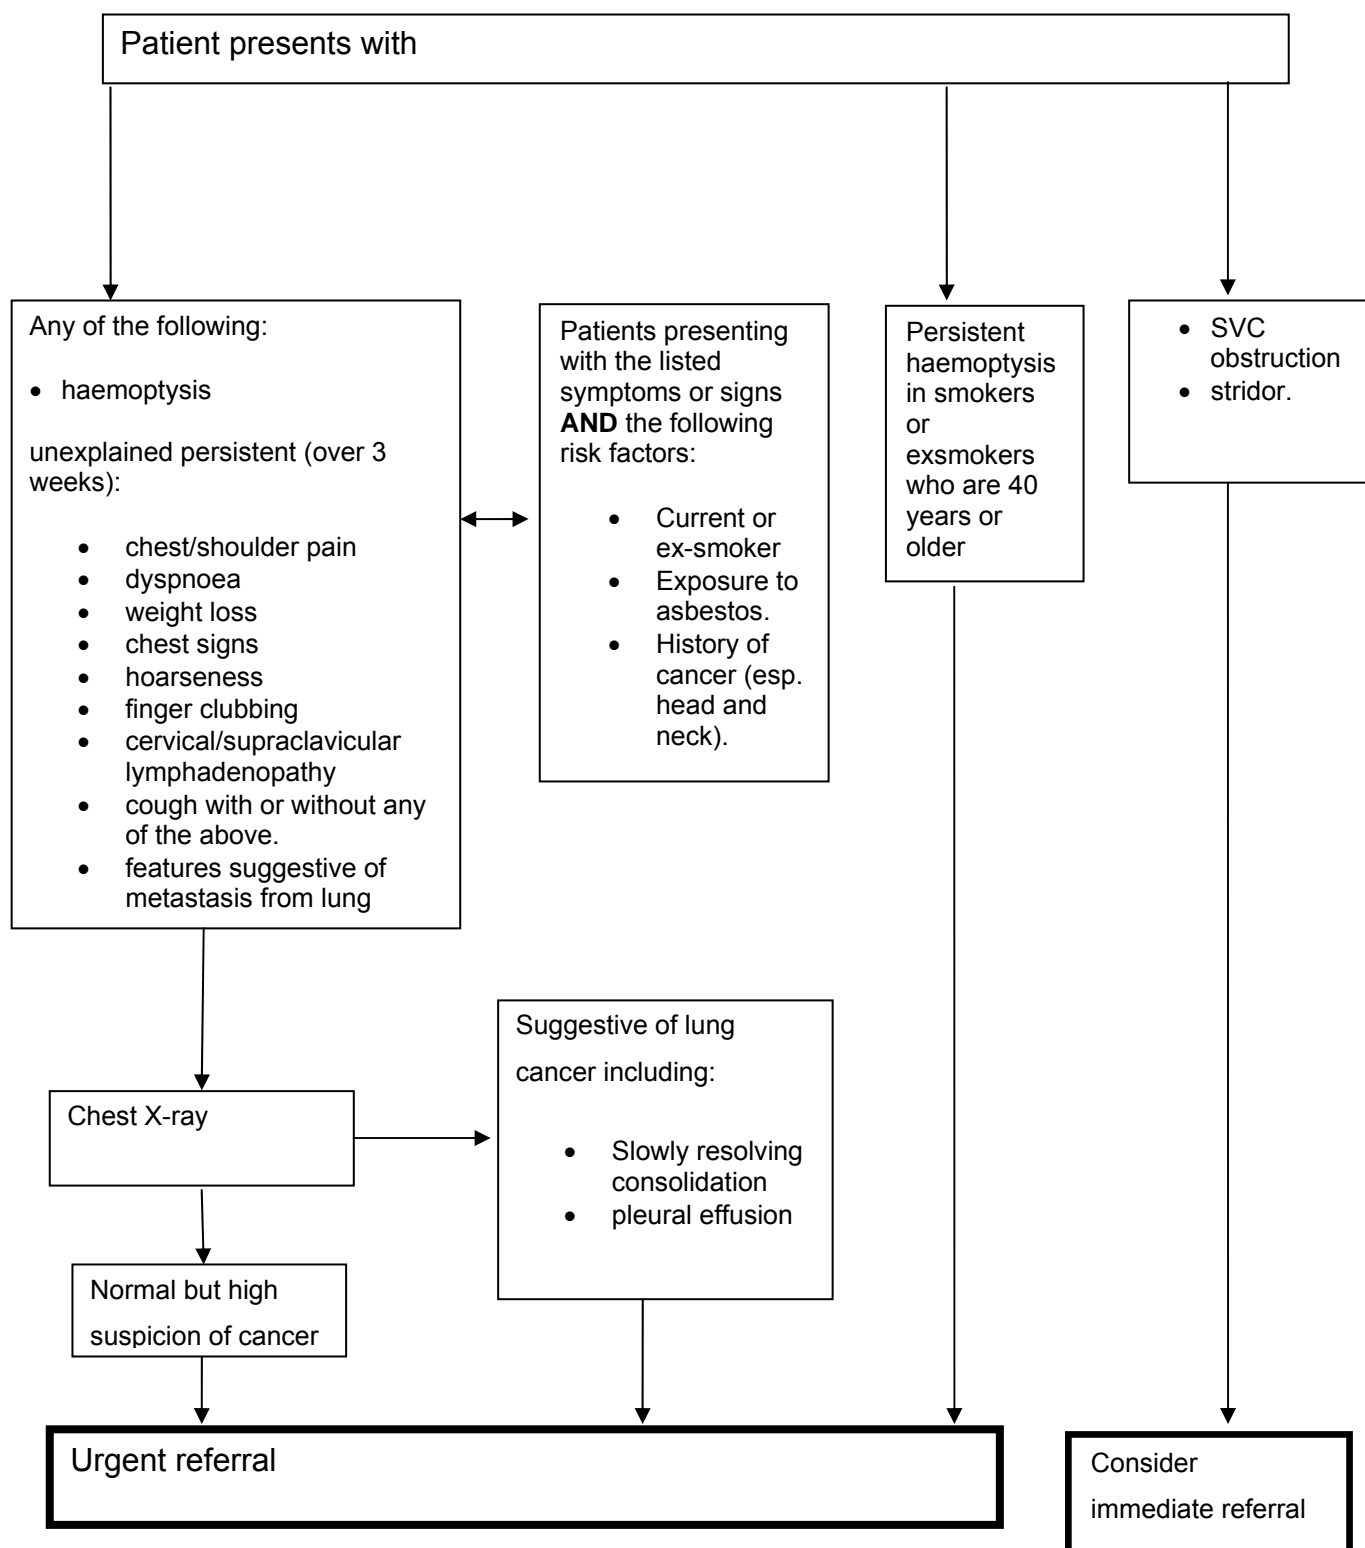 Patient presents with
Any of the following:
• haemoptysis
unexplained persistent (over 3
weeks):
• chest/shoulder pain
• dyspnoea
• weight loss
• chest signs
• hoarseness
• finger clubbing
• cervical/supraclavicular
lymphadenopathy
• cough with or without any
of the above.
• features suggestive of
metastasis from lung
Patients presenting
with the listed
symptoms or signs
AND the following
risk factors:
• Current or
ex-smoker
• Exposure to
asbestos.
• History of
cancer (esp.
head and
neck).
Persistent
haemoptysis
in smokers
or
exsmokers
who are 40
years or
older
• SVC
obstruction
• stridor.
Chest X-ray
Suggestive of lung
cancer including:
• Slowly resolving
consolidation
• pleural effusion
Normal but high
suspicion of cancer
Urgent referral
Consider
immediate referral